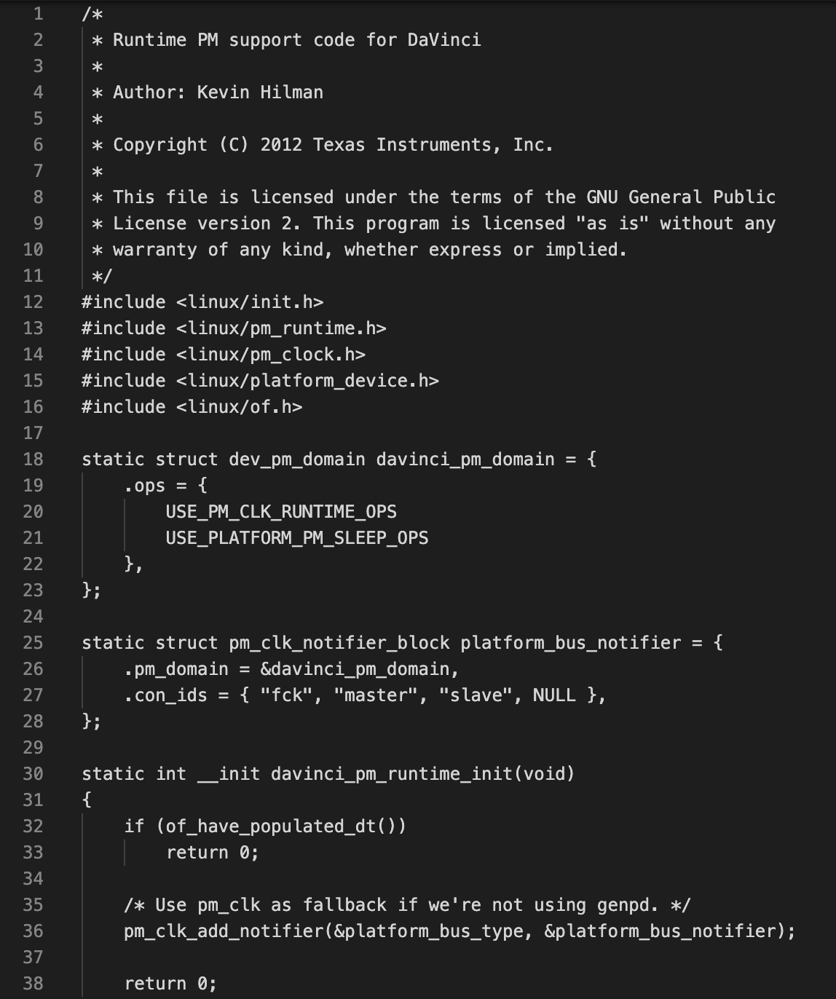 1 /*
2  * Runtime PM support code for DaVinci
3  *
4  * Author: Kevin Hilman
5  *
6  * Copyright (C) 2012 Texas Instruments, Inc.
7  *
8  * This file is licensed under the terms of the GNU General Public
9  * License version 2. This program is licensed "as is" without any
10  * warranty of any kind, whether express or implied.
11  */
12 #include <linux/init.h>
13 #include <linux/pm_runtime.h>
14 #include <linux/pm_clock.h>
15 #include <linux/platform_device.h>
16 #include <linux/of.h>
17
18 static struct dev_pm_domain davinci_pm_domain = {
19     .ops = {
20         USE_PM_CLK_RUNTIME_OPS
21         USE_PLATFORM_PM_SLEEP_OPS
22     },
23 };
24
25 static struct pm_clk_notifier_block platform_bus_notifier = {
26     .pm_domain = &davinci_pm_domain,
27     .con_ids = { "fck", "master", "slave", NULL },
28 };
29
30 static int __init davinci_pm_runtime_init(void)
31 {
32     if (of_have_populated_dt())
33         return 0;
34
35     /* Use pm_clk as fallback if we're not using genpd. */
36     pm_clk_add_notifier(&platform_bus_type, &platform_bus_notifier);
37
38     return 0;